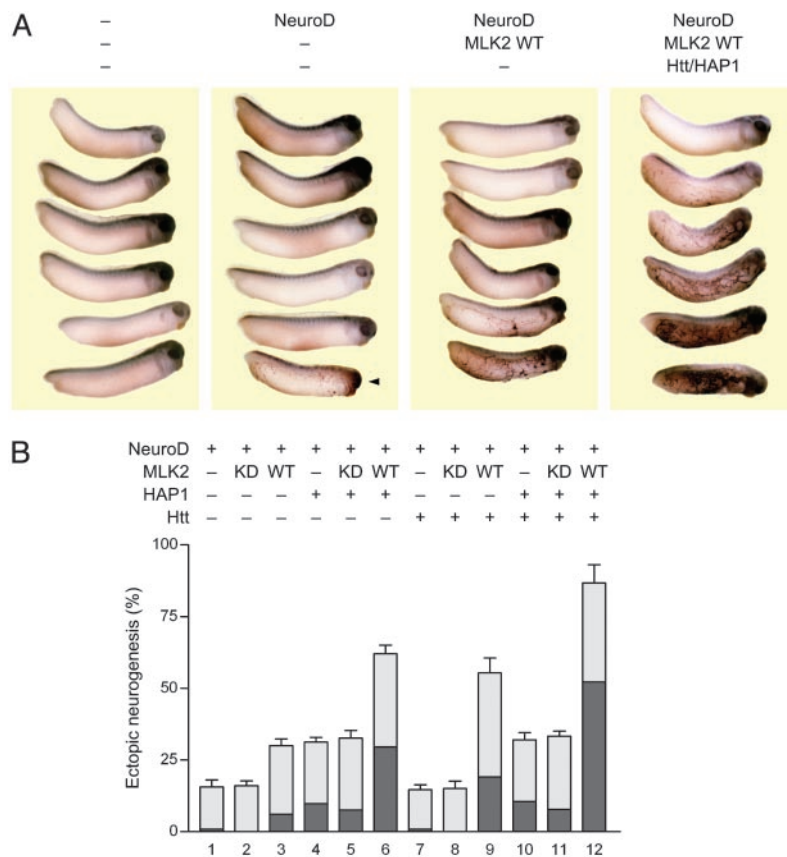 A
– NeuroD NeuroD NeuroD
– – MLK2 WT MLK2 WT
– – – Htt/HAP1
B
NeuroD + + + + + + + + + + + +
MLK2 – KD WT – KD WT – KD WT – KD WT
HAP1 – – – + + + – – – + + +
Htt – – – – – – + + + + + +
Ectopic neurogenesis (%)
100
75
50
25
0
1 2 3 4 5 6 7 8 9 10 11 12